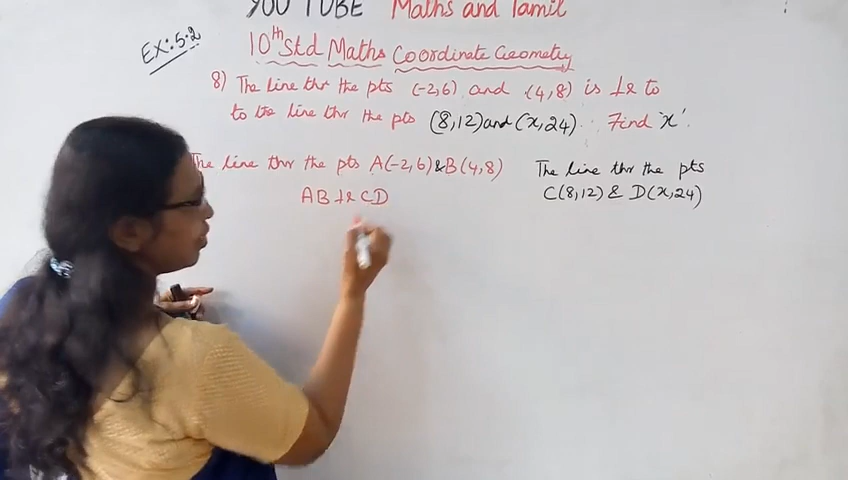 YOU TUBE Maths and Tamil
EX:5.2
10th Std Maths Coordinate Geometry
8) The line thr the pts (-2,6) and (4,8) is ⊥r to
to the line thr the pts (8,12) and (x,24). Find 'x'.
The line thr the pts A(-2,6) & B(4,8)
AB ⊥r CD
The line thr the pts
C(8,12) & D(x,24)